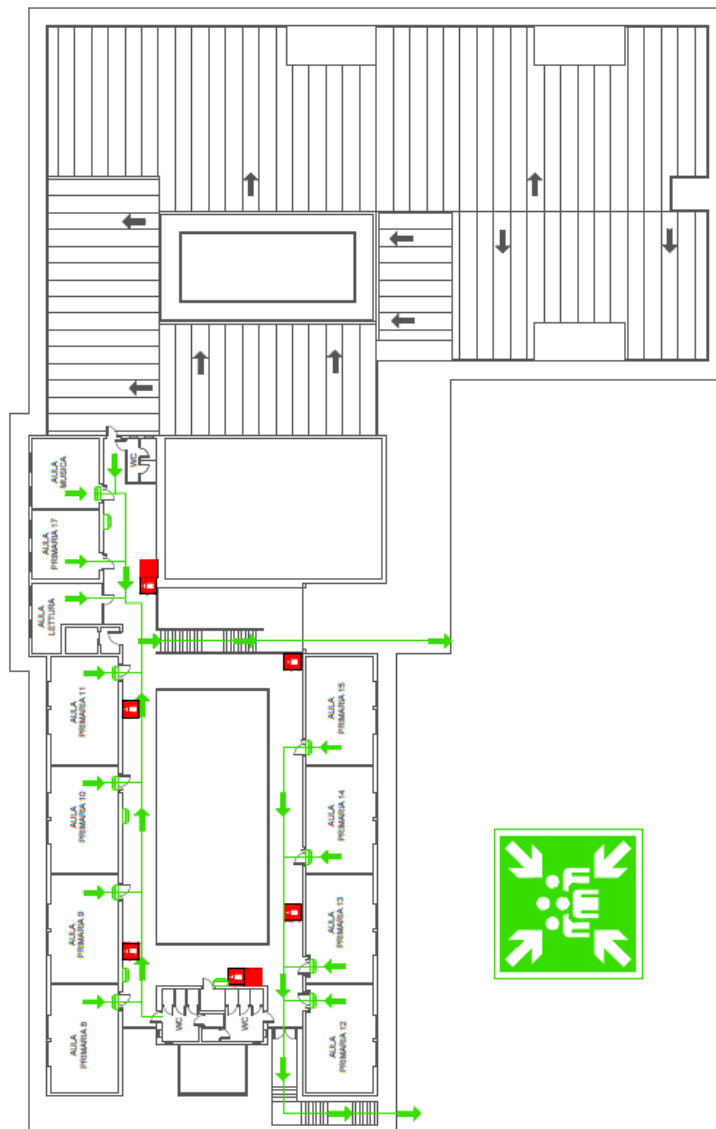 WC
AULA
MUSICA
AULA
PRIMARIA 17
AULA
LETTURA
AULA
PRIMARIA 11
AULA
PRIMARIA 15
AULA
PRIMARIA 10
AULA
PRIMARIA 14
AULA
PRIMARIA 9
AULA
PRIMARIA 13
AULA
PRIMARIA 8
WC
WC
AULA
PRIMARIA 12